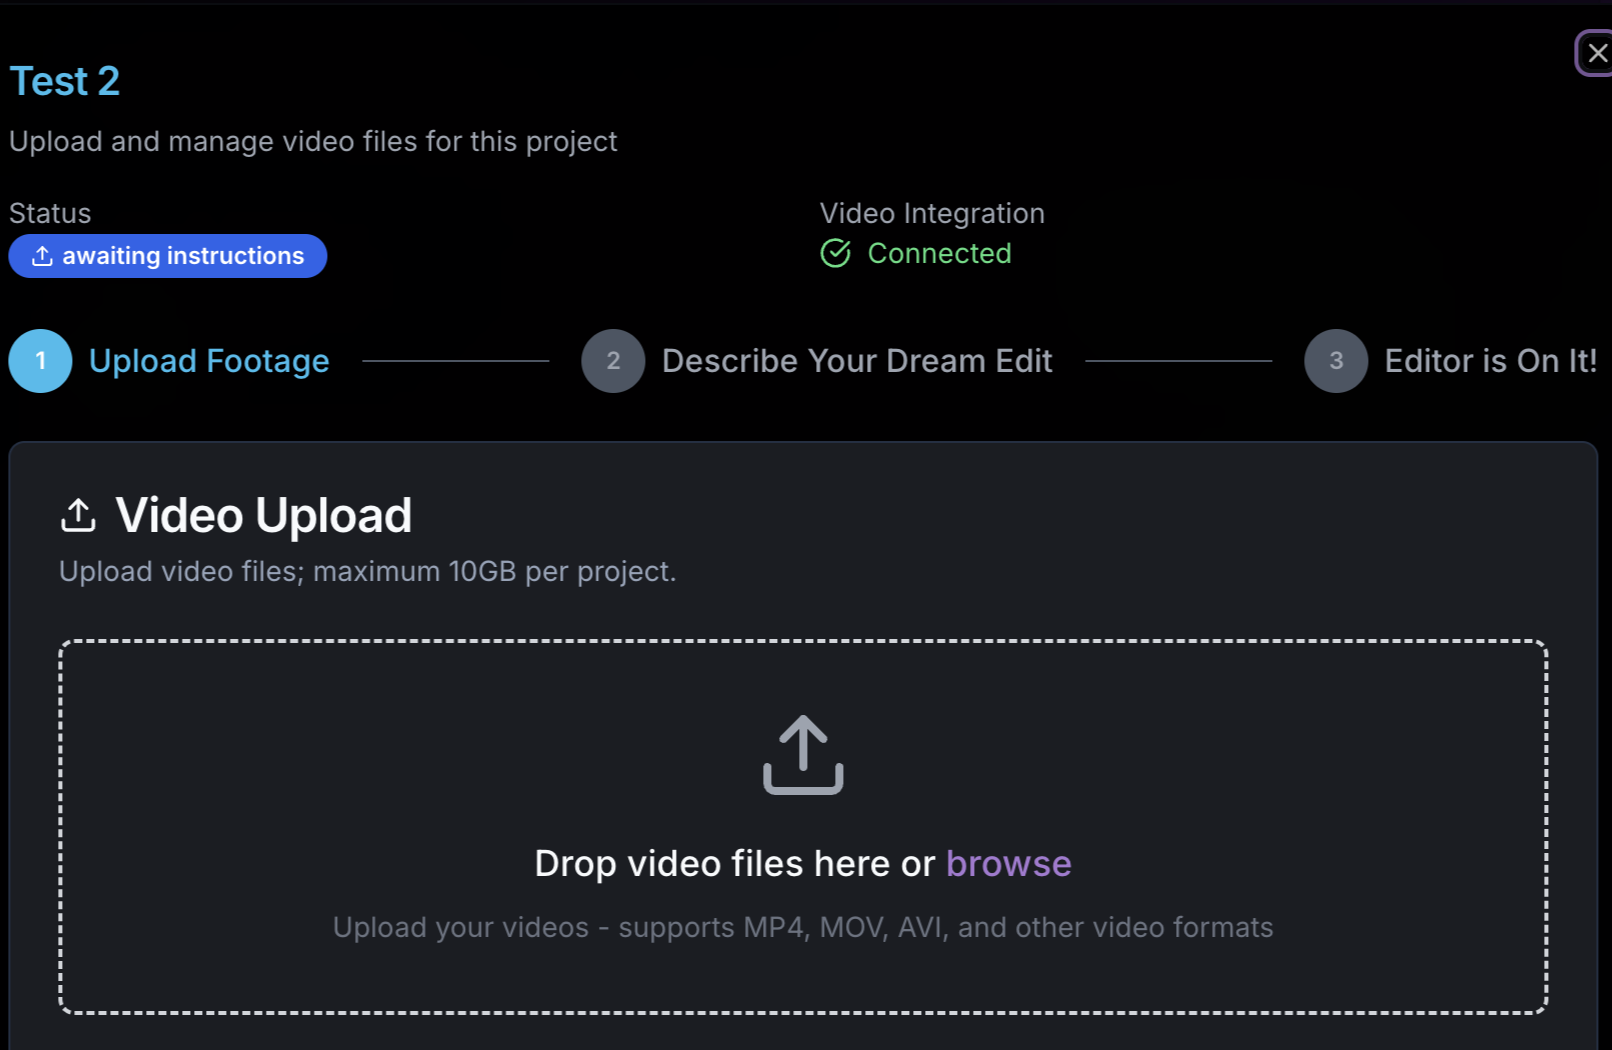 Test 2
Upload and manage video files for this project
Status
awaiting instructions
Video Integration
Connected
1 Upload Footage
2 Describe Your Dream Edit
3 Editor is On It!
Video Upload
Upload video files; maximum 10GB per project.
Drop video files here or browse
Upload your videos - supports MP4, MOV, AVI, and other video formats